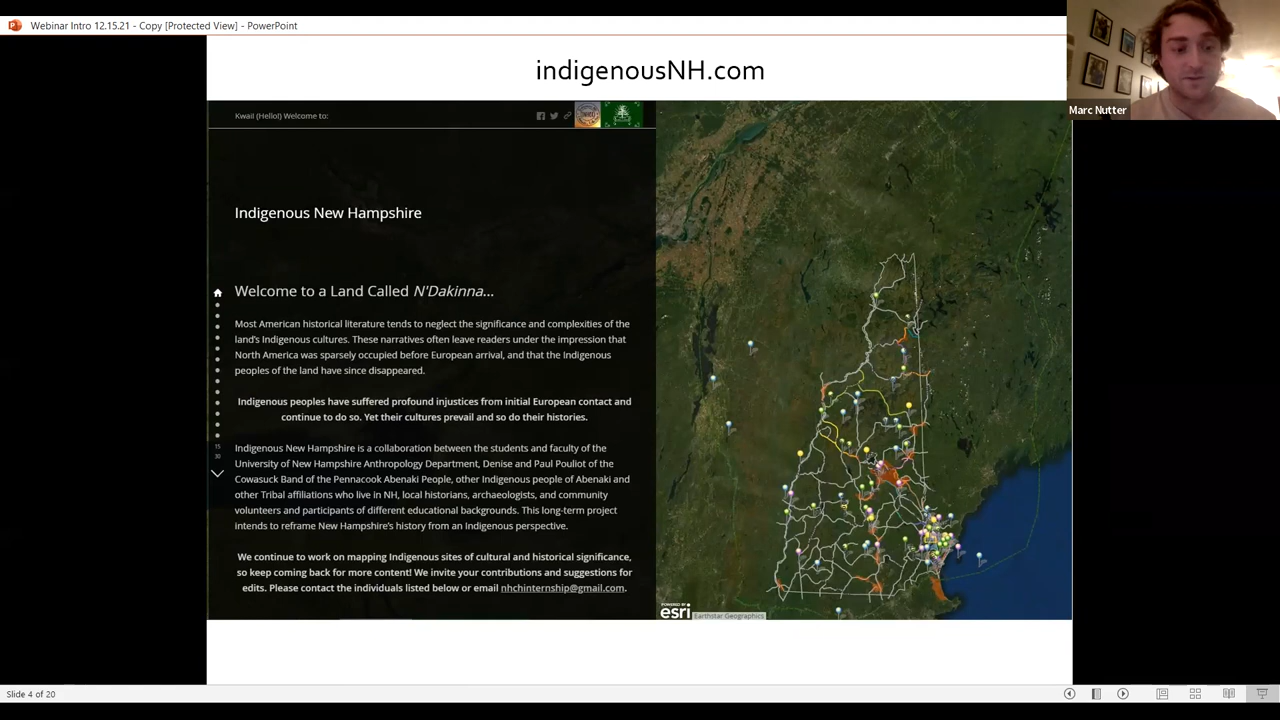 Webinar Intro 12.15.21 - Copy [Protected View] - PowerPoint
indigenousNH.com
Marc Nutter
Kwail (Hello!) Welcome to:
Indigenous New Hampshire
Welcome to a Land Called N'Dakinna...
Most American historical literature tends to neglect the significance and complexities of the
land's Indigenous cultures. These narratives often leave readers under the impression that
North America was sparsely occupied before European arrival, and that the Indigenous
peoples of the land have since disappeared.
Indigenous peoples have suffered profound injustices from initial European contact and
continue to do so. Yet their cultures prevail and so do their histories.
Indigenous New Hampshire is a collaboration between the students and faculty of the
University of New Hampshire Anthropology Department, Denise and Paul Pouliot of the
Cowasuck Band of the Pennacook Abenaki People, other Indigenous people of Abenaki and
other Tribal affiliations who live in NH, local historians, archaeologists, and community
volunteers and participants of different educational backgrounds. This long-term project
intends to reframe New Hampshire's history from an Indigenous perspective.
We continue to work on mapping Indigenous sites of cultural and historical significance,
so keep coming back for more content! We invite your contributions and suggestions for
edits. Please contact the individuals listed below or email nhchinternship@gmail.com.
15
30
POWERED BY
esri
Earthstar Geographics
Slide 4 of 20